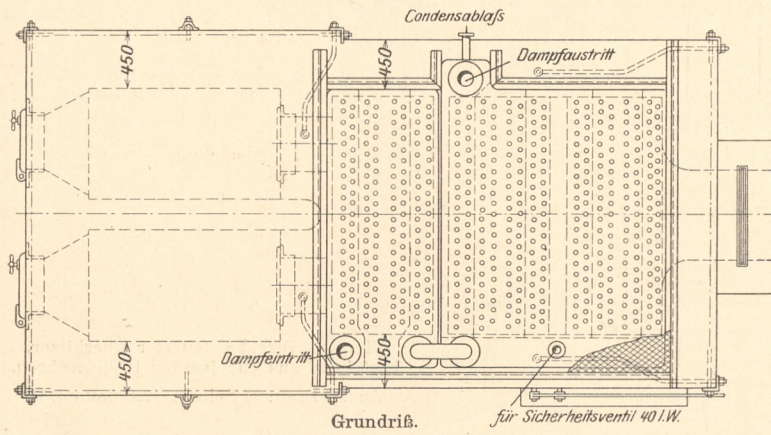 Condensablaſs
Dampfaustritt
450
450
Dampfeintritt
450
450
für Sicherheitsventil 40 l.W.
Grundriß.